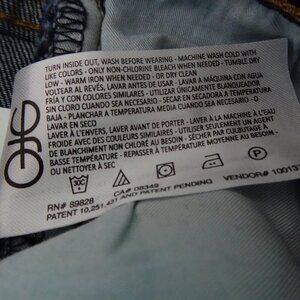 TURN INSIDE OUT, WASH BEFORE WEARING - MACHINE WASH COLD WITH
LIKE COLORS - ONLY NON-CHLORINE BLEACH WHEN NEEDED - TUMBLE DRY
LOW - WARM IRON WHEN NEEDED - OR DRY CLEAN
VOLTEAR AL REVÉS, LAVAR ANTES DE USAR - LAVAR A MÁQUINA CON AGUA
FRÍA Y CON COLORES SIMILARES - UTILIZAR ÚNICAMENTE BLANQUEADOR
SIN CLORO CUANDO SEA NECESARIO - SECAR EN SECADORA A TEMPERATURA
BAJA - PLANCHAR A TEMPERATURA MEDIA CUANDO SEA NECESARIO - O
LAVAR EN SECO
LAVER À L'ENVERS, LAVER AVANT DE PORTER - LAVER À LA MACHINE À L'EAU
FROIDE AVEC DES COULEURS SIMILAIRES - UTILISER SEULEMENT UN AGENT
DE BLANCHIMENT NON CHLORÉ AU BESOIN - SÉCHER PAR CULBUTAGE À
BASSE TEMPÉRATURE - REPASSER À TEMPÉRATURE MOYENNE AU BESOIN -
OU NETTOYER À SEC
30C
P
RN# 89828
CA# 08349
VENDOR# 100137
PATENT 10,251,431 AND PATENTS PENDING